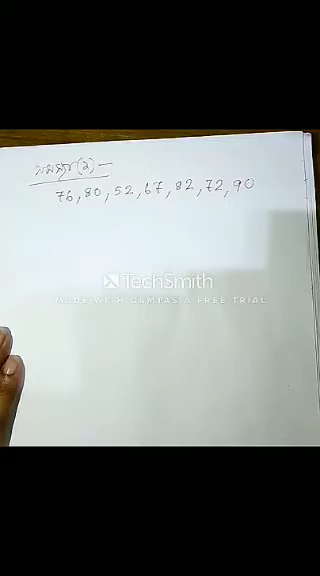 সমস্যা (২) —
76, 80, 52, 67, 82, 72, 90
TechSmith
MADE WITH CAMTASIA FREE TRIAL